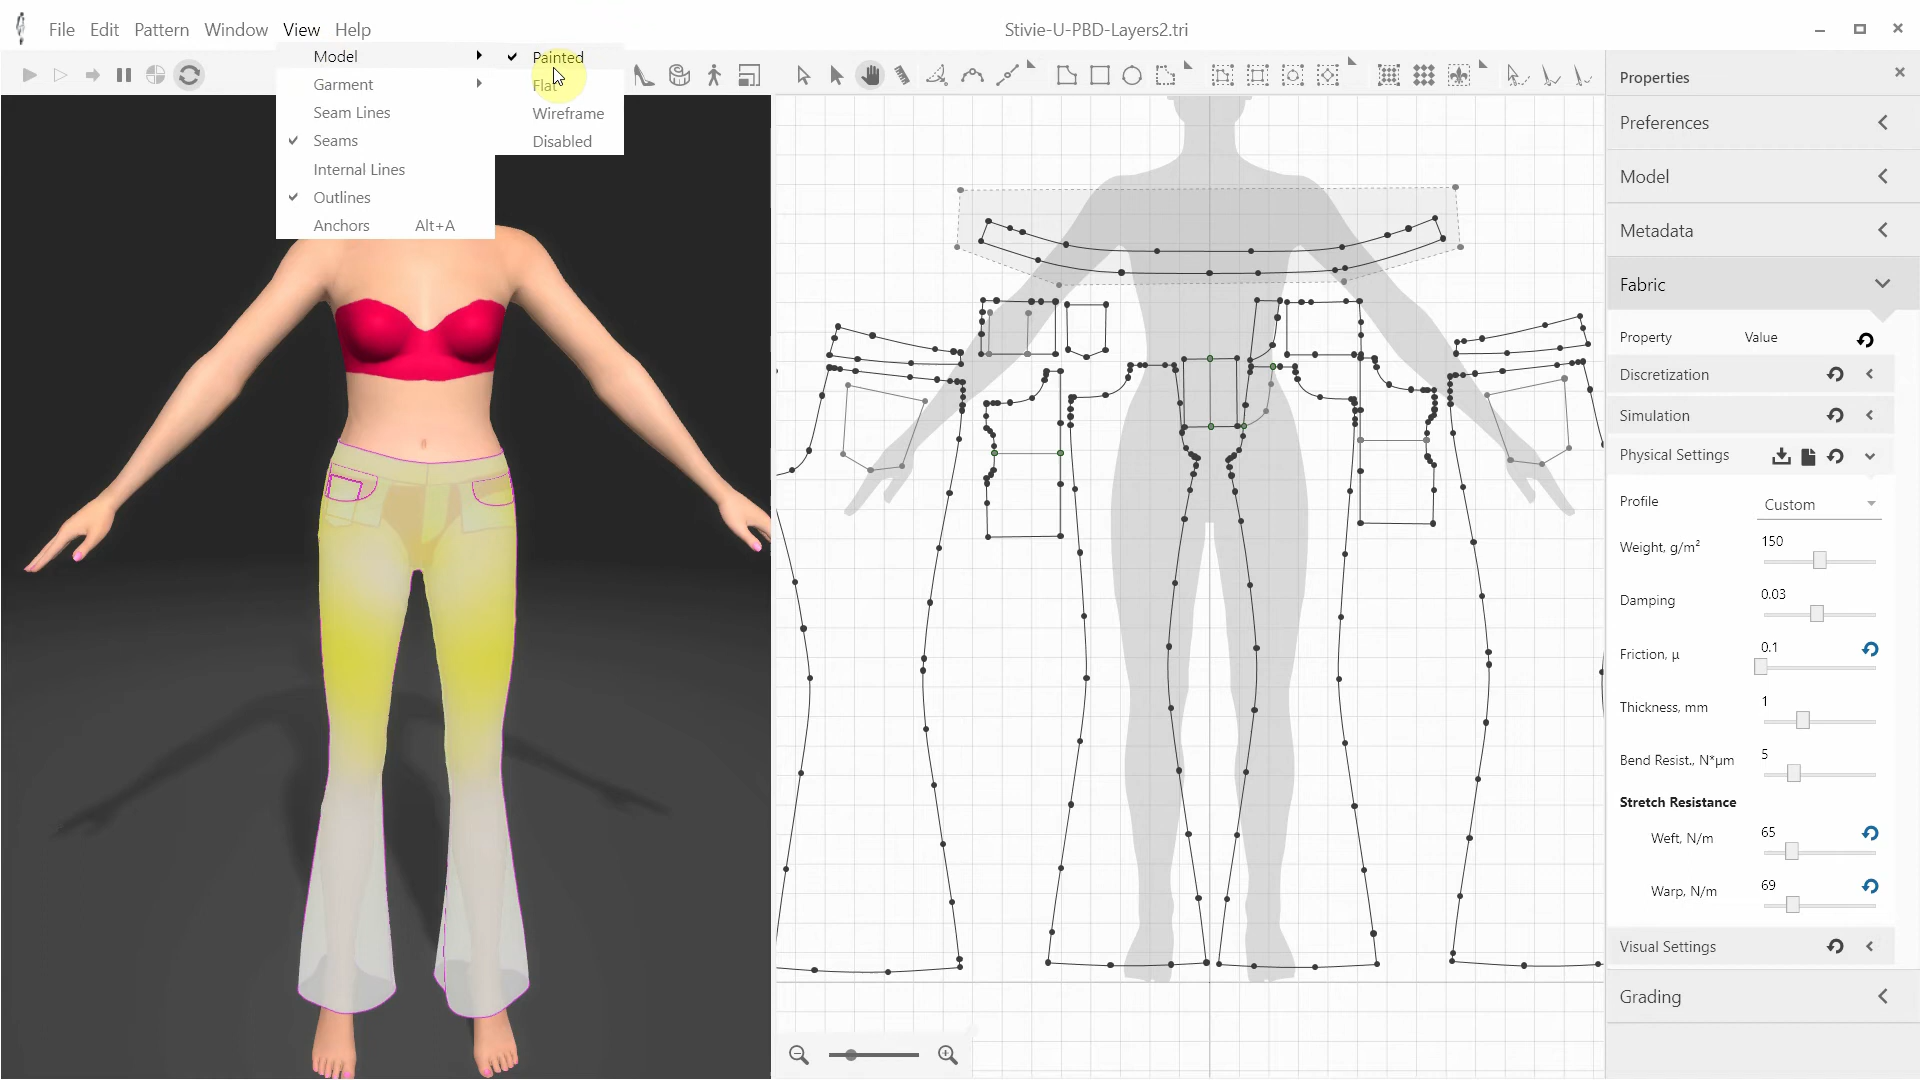 File Edit Pattern Window View Help
Stivie-U-PBD-Layers2.tri
Model
Garment
Seam Lines
Seams
Internal Lines
Outlines
Anchors Alt+A
Painted
Flat
Wireframe
Disabled
Properties
Preferences
Model
Metadata
Fabric
Property Value
Discretization
Simulation
Physical Settings
Profile Custom
Weight, g/m² 150
Damping 0.03
Friction, μ 0.1
Thickness, mm 1
Bend Resist., N*μm 5
Stretch Resistance
Weft, N/m 65
Warp, N/m 69
Visual Settings
Grading